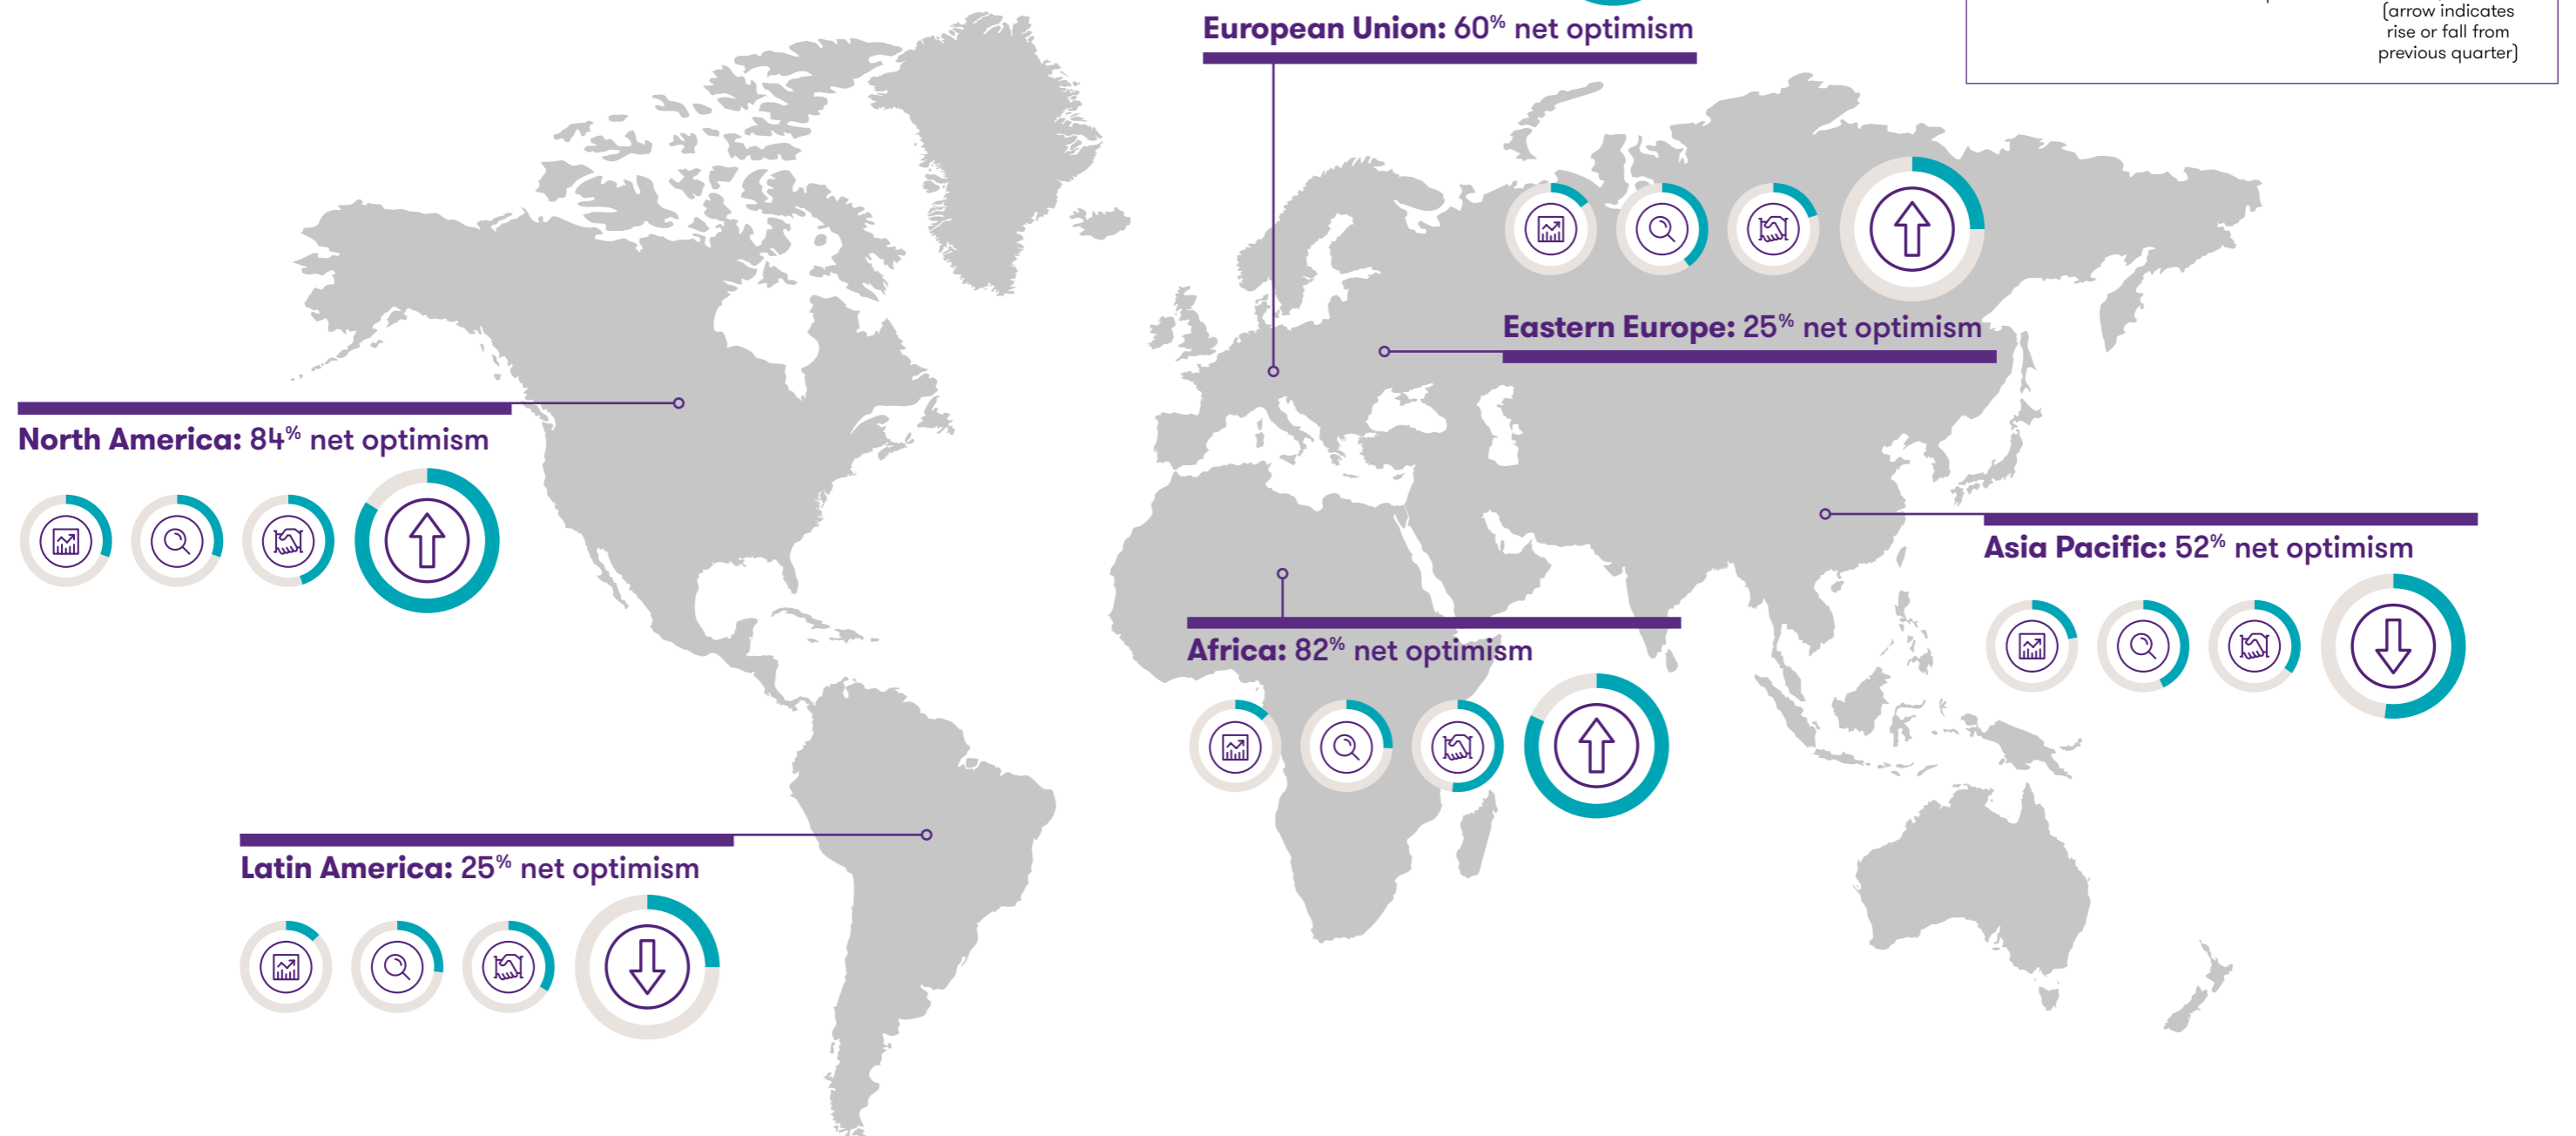 European Union: 60% net optimism
(arrow indicates
rise or fall from
previous quarter)
Eastern Europe: 25% net optimism
North America: 84% net optimism
Asia Pacific: 52% net optimism
Africa: 82% net optimism
Latin America: 25% net optimism